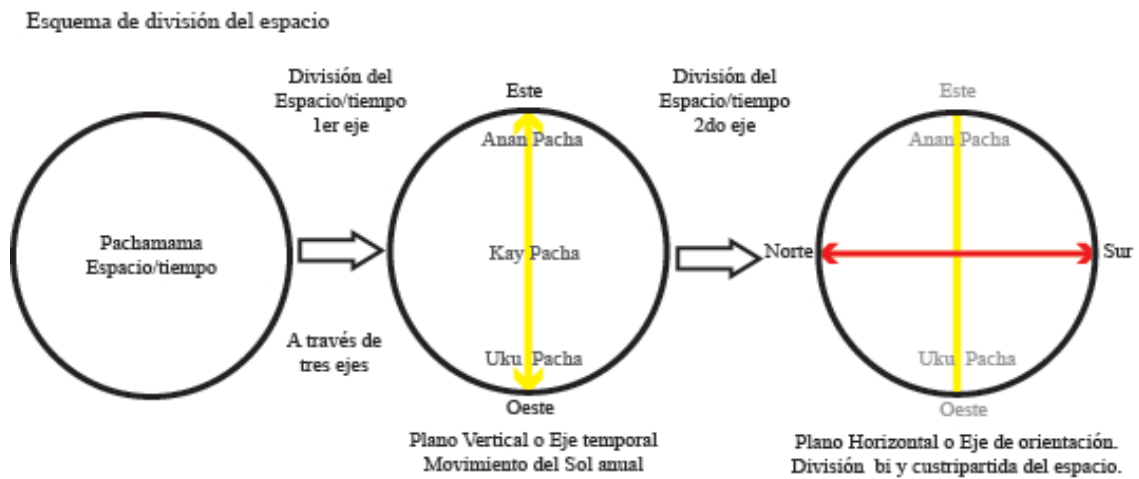 Esquema de división del espacio
Pachamama
Espacio/tiempo
División del
Espacio/tiempo
1er eje
A través de
tres ejes
Este
Anan Pacha
Kay Pacha
Uku Pacha
Oeste
Plano Vertical o Eje temporal
Movimiento del Sol anual
División del
Espacio/tiempo
2do eje
Este
Anan Pacha
Norte
Sur
Uku Pacha
Oeste
Plano Horizontal o Eje de orientación.
División bi y custripartida del espacio.